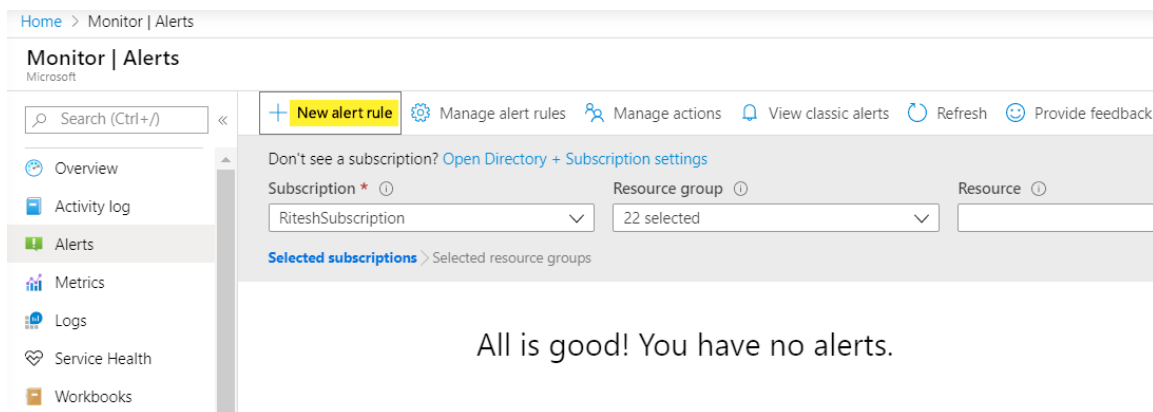 Home > Monitor | Alerts
Monitor | Alerts
Microsoft
Search (Ctrl+/)
«
+ New alert rule Manage alert rules Manage actions View classic alerts Refresh Provide feedback
Don't see a subscription? Open Directory + Subscription settings
Subscription * Resource group Resource
RiteshSubscription 22 selected
Selected subscriptions > Selected resource groups
All is good! You have no alerts.
Overview
Activity log
Alerts
Metrics
Logs
Service Health
Workbooks